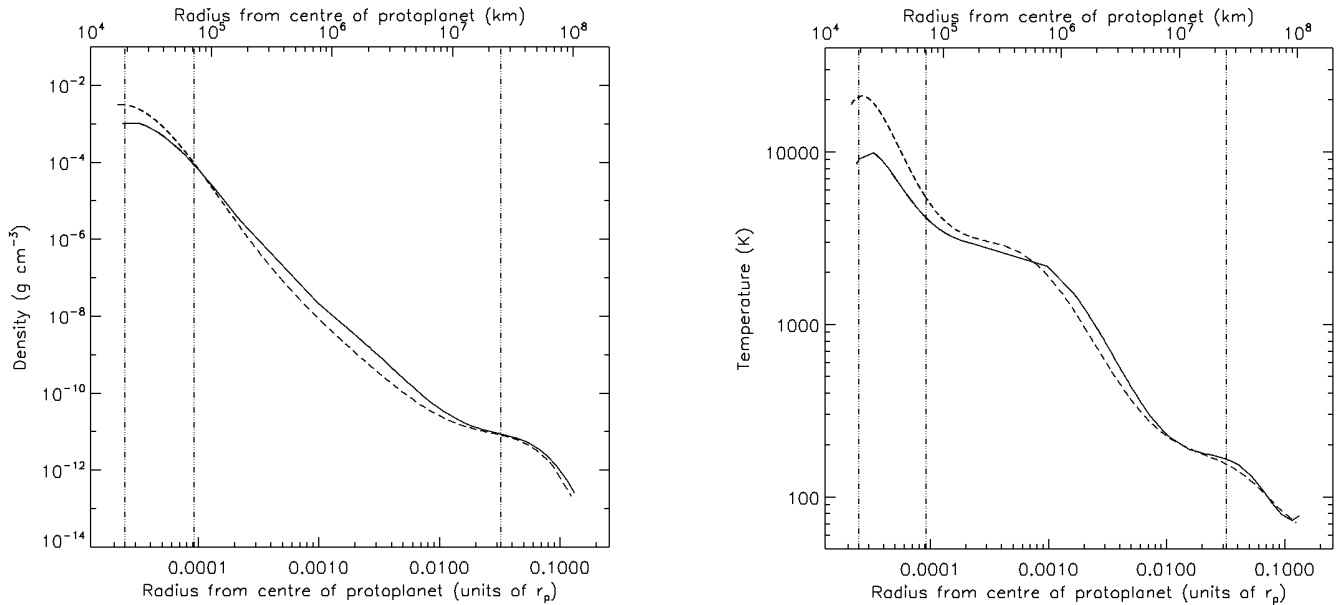 Radius from centre of protoplanet (km)
10^4 10^5 10^6 10^7 10^8
10^-2
10^-4
10^-6
10^-8
10^-10
10^-12
10^-14
Density (g cm^-3)
0.0001 0.0010 0.0100 0.1000
Radius from centre of protoplanet (units of r_p)
Radius from centre of protoplanet (km)
10^4 10^5 10^6 10^7 10^8
10000
1000
100
Temperature (K)
0.0001 0.0010 0.0100 0.1000
Radius from centre of protoplanet (units of r_p)